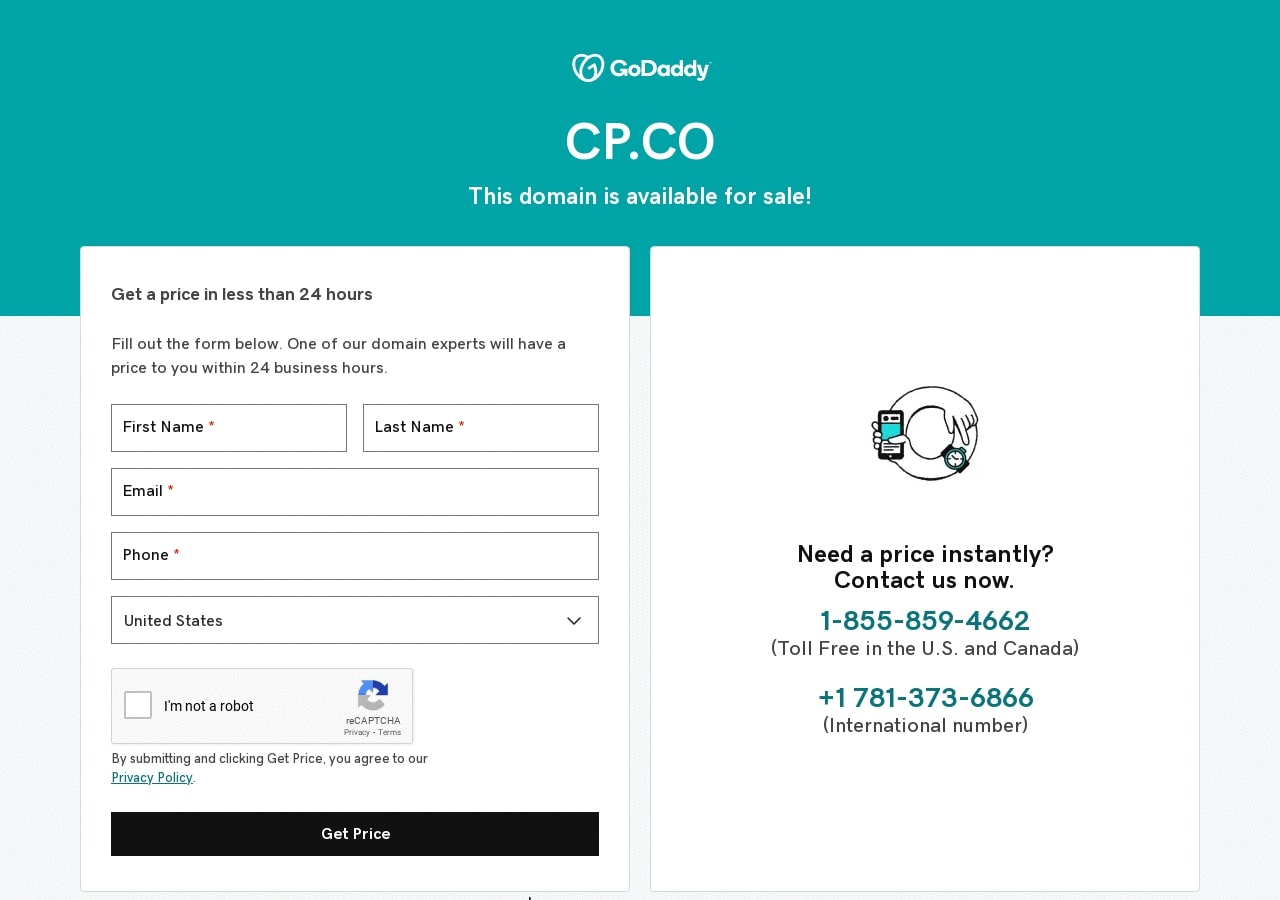 GoDaddy
CP.CO
This domain is available for sale!
Get a price in less than 24 hours
Fill out the form below. One of our domain experts will have a
price to you within 24 business hours.
First Name *
Last Name *
Email *
Phone *
United States
I'm not a robot
reCAPTCHA
Privacy - Terms
By submitting and clicking Get Price, you agree to our
Privacy Policy.
Get Price
Need a price instantly?
Contact us now.
1-855-859-4662
(Toll Free in the U.S. and Canada)
+1 781-373-6866
(International number)